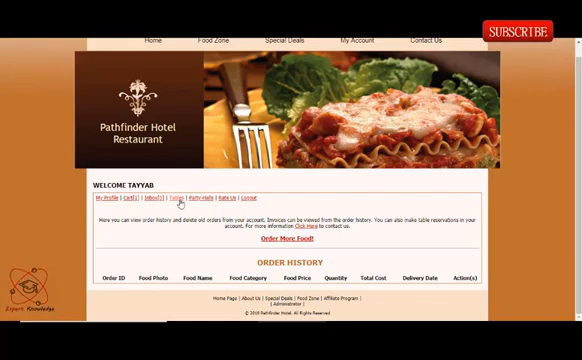 SUBSCRIBE
Home Food Zone Special Deals My Account Contact Us
Pathfinder Hotel
Restaurant
WELCOME TAYYAB
My Profile | Cart[1] | Inbox[7] | Tables | Party-Halls | Rate Us | Logout
Here you can view order history and delete old orders from your account. Invoices can be viewed from the order history. You can also make table reservations in your
account. For more information Click Here to contact us.
Order More Food!
ORDER HISTORY
Order ID Food Photo Food Name Food Category Food Price Quantity Total Cost Delivery Date Action(s)
Expert Knowledge
Home Page | About Us | Special Deals | Food Zone | Affiliate Program |
| Administrator |
© 2018 Pathfinder Hotel. All Rights Reserved